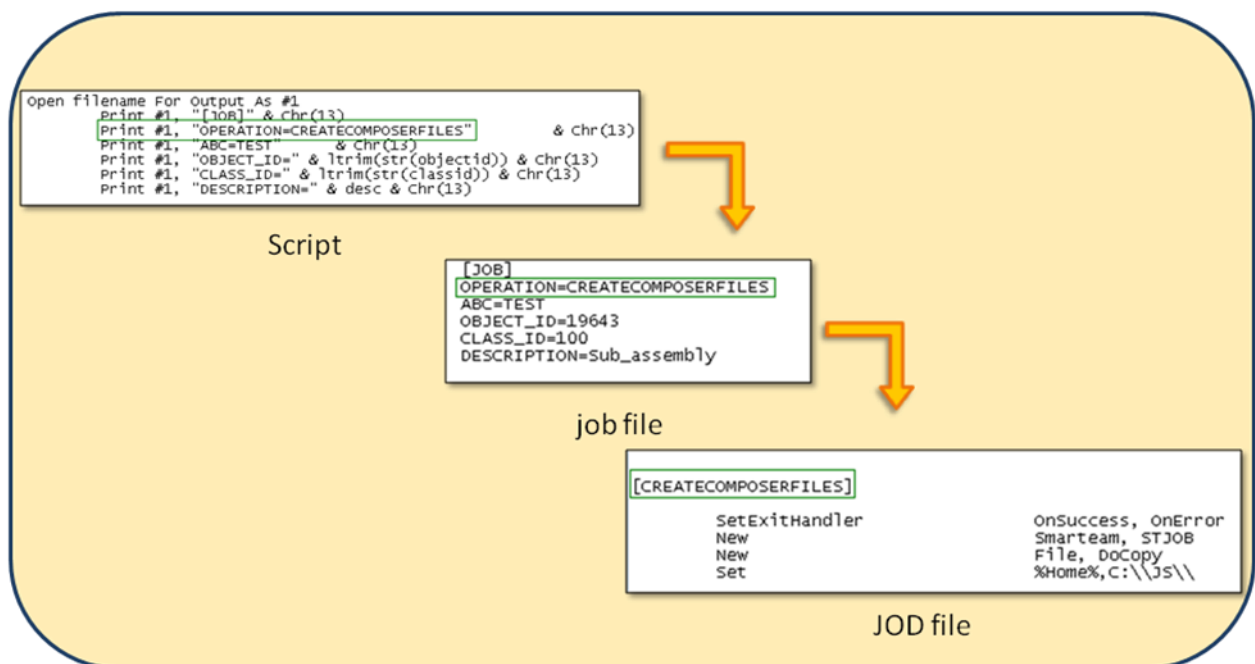 Open filename For Output As #1
Print #1, "[JOB]" & Chr(13)
Print #1, "OPERATION=CREATECOMPOSERFILES" & Chr(13)
Print #1, "ABC=TEST" & Chr(13)
Print #1, "OBJECT_ID=" & ltrim(str(objectid)) & Chr(13)
Print #1, "CLASS_ID=" & ltrim(str(classid)) & Chr(13)
Print #1, "DESCRIPTION=" & desc & Chr(13)
Script
[JOB]
OPERATION=CREATECOMPOSERFILES
ABC=TEST
OBJECT_ID=19643
CLASS_ID=100
DESCRIPTION=Sub_assembly
job file
[CREATECOMPOSERFILES]
SetExitHandler OnSuccess, OnError
New Smarteam, STJOB
New File, DoCopy
Set %Home%,C:\\JS\\
JOD file